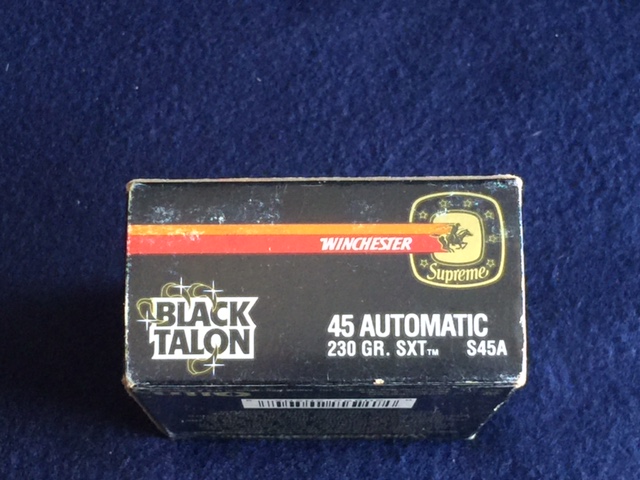 WINCHESTER
Supreme
BLACK
TALON
45 AUTOMATIC
230 GR. SXT™ S45A